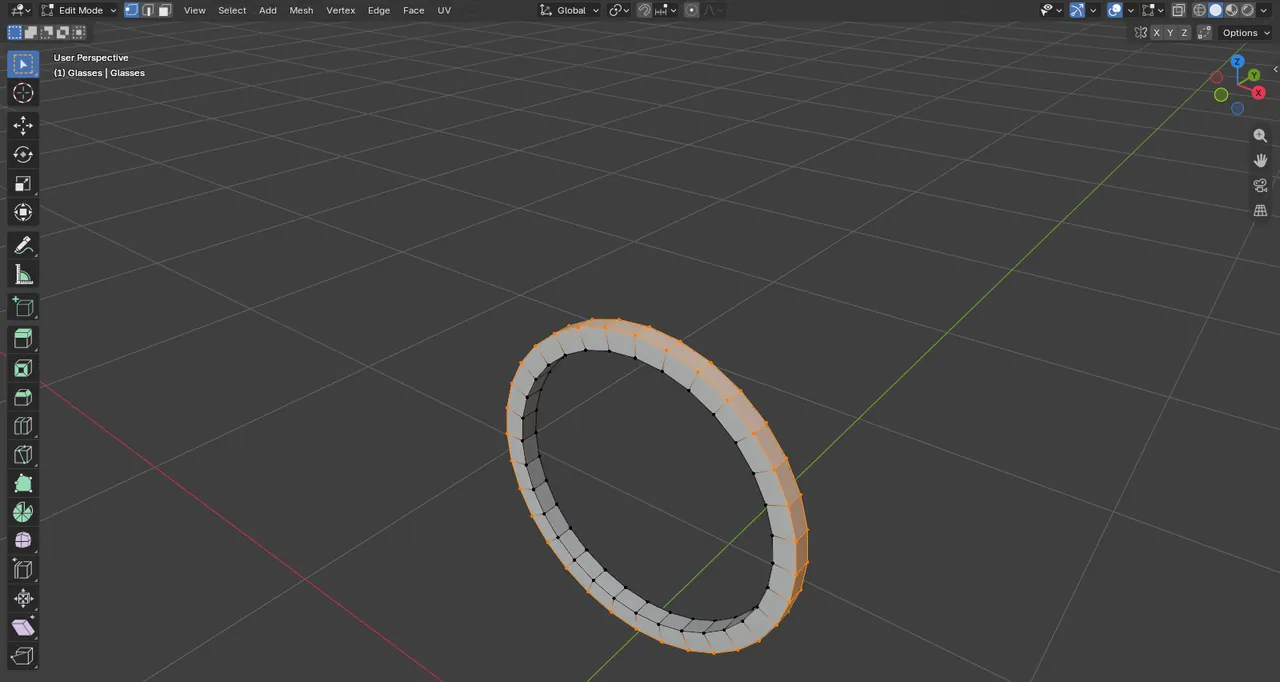 Edit Mode View Select Add Mesh Vertex Edge Face UV Global
X Y Z Options
User Perspective
(1) Glasses | Glasses
Z
Y
X